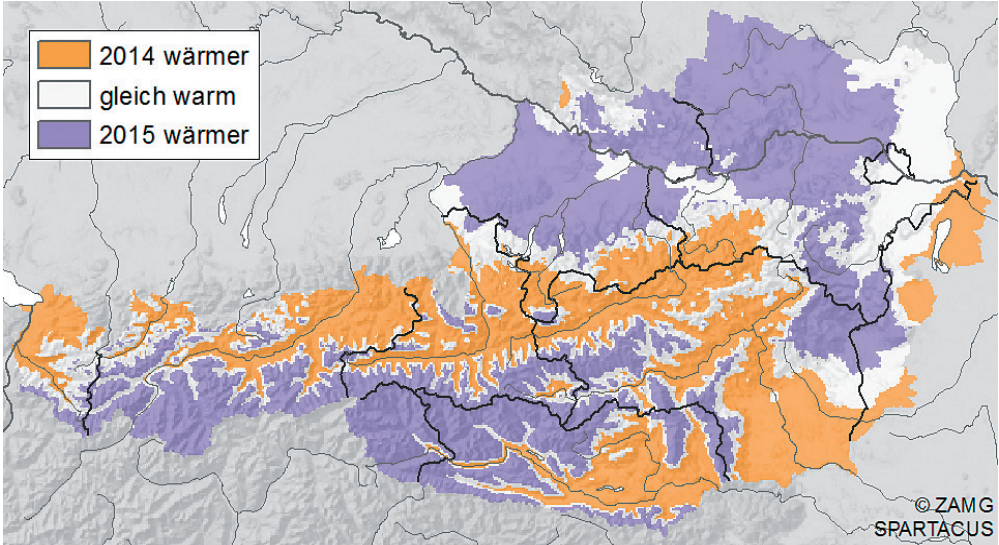 2014 wärmer
gleich warm
2015 wärmer
© ZAMG
SPARTACUS